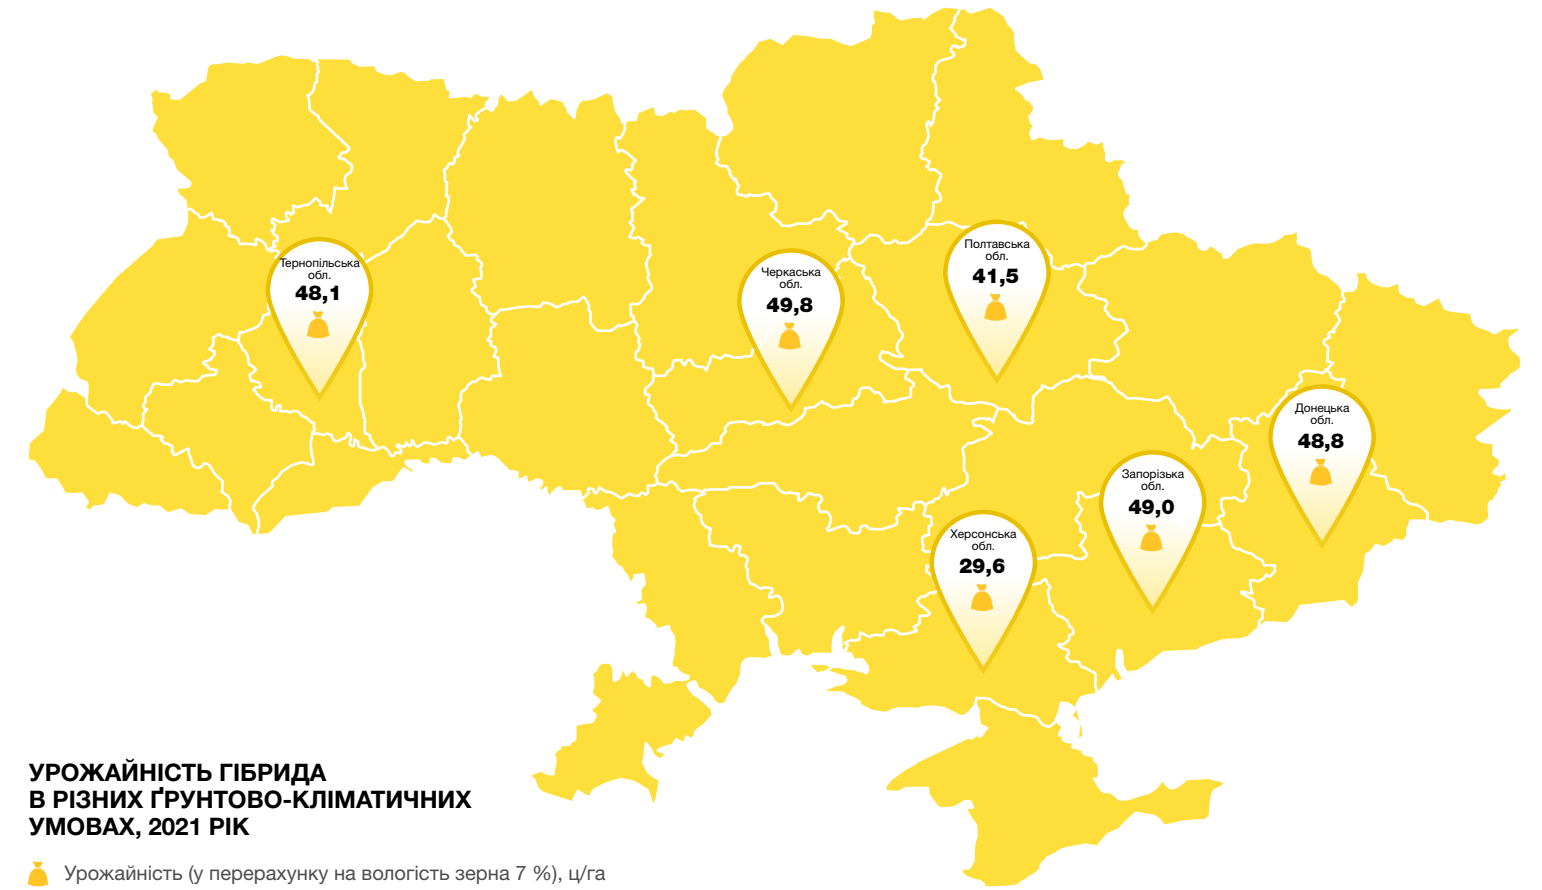 Полтавська
обл.
41,5
Тернопільська
обл.
48,1
Черкаська
обл.
49,8
Донецька
обл.
48,8
Запорізька
обл.
49,0
Херсонська
обл.
29,6
УРОЖАЙНІСТЬ ГІБРИДА
В РІЗНИХ ҐРУНТОВО-КЛІМАТИЧНИХ
УМОВАХ, 2021 РІК
Урожайність (у перерахунку на вологість зерна 7 %), ц/га